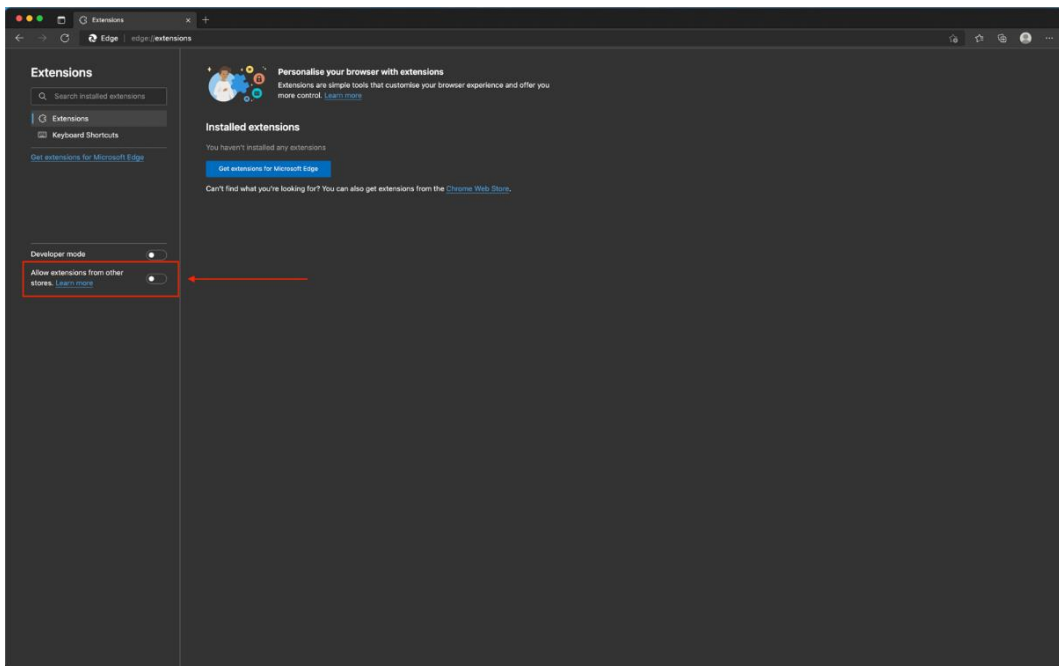 Extensions
Edge
edge://extensions
Extensions
Search installed extensions
Extensions
Keyboard Shortcuts
Get extensions for Microsoft Edge
Developer mode
Allow extensions from other
stores. Learn more
Personalise your browser with extensions
Extensions are simple tools that customise your browser experience and offer you
more control. Learn more
Installed extensions
You haven't installed any extensions
Get extensions for Microsoft Edge
Can't find what you're looking for? You can also get extensions from the Chrome Web Store.